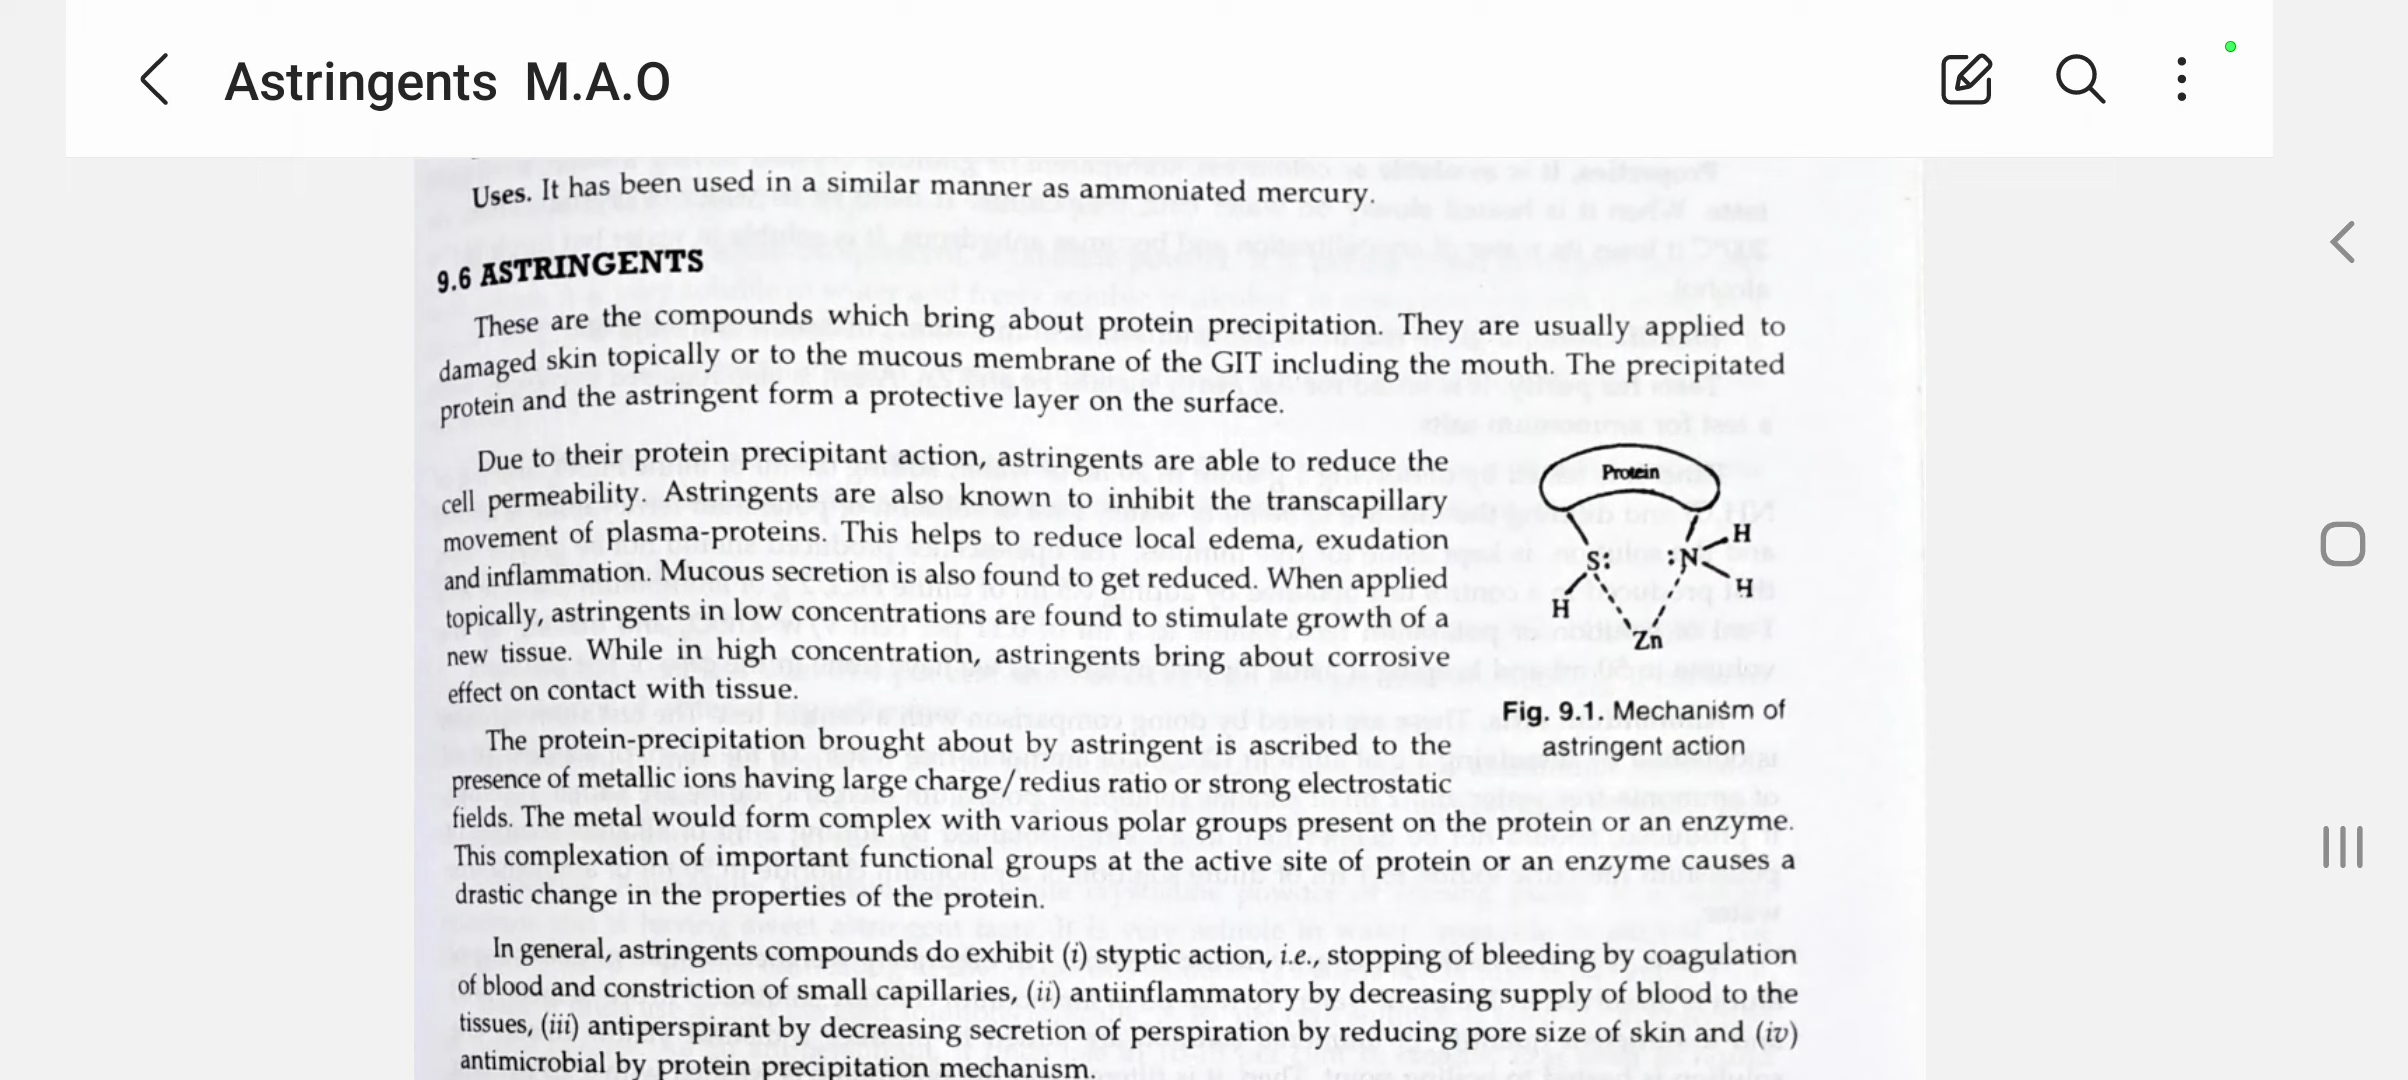 Astringents M.A.O
Uses. It has been used in a similar manner as ammoniated mercury.
9.6 ASTRINGENTS
These are the compounds which bring about protein precipitation. They are usually applied to
damaged skin topically or to the mucous membrane of the GIT including the mouth. The precipitated
protein and the astringent form a protective layer on the surface.
Due to their protein precipitant action, astringents are able to reduce the
cell permeability. Astringents are also known to inhibit the transcapillary
movement of plasma-proteins. This helps to reduce local edema, exudation
and inflammation. Mucous secretion is also found to get reduced. When applied
topically, astringents in low concentrations are found to stimulate growth of a
new tissue. While in high concentration, astringents bring about corrosive
effect on contact with tissue.
Protein
H
S: :N
H
H
Zn
Fig. 9.1. Mechanism of
astringent action
The protein-precipitation brought about by astringent is ascribed to the
presence of metallic ions having large charge/redius ratio or strong electrostatic
fields. The metal would form complex with various polar groups present on the protein or an enzyme.
This complexation of important functional groups at the active site of protein or an enzyme causes a
drastic change in the properties of the protein.
In general, astringents compounds do exhibit (i) styptic action, i.e., stopping of bleeding by coagulation
of blood and constriction of small capillaries, (ii) antiinflammatory by decreasing supply of blood to the
tissues, (iii) antiperspirant by decreasing secretion of perspiration by reducing pore size of skin and (iv)
antimicrobial by protein precipitation mechanism.